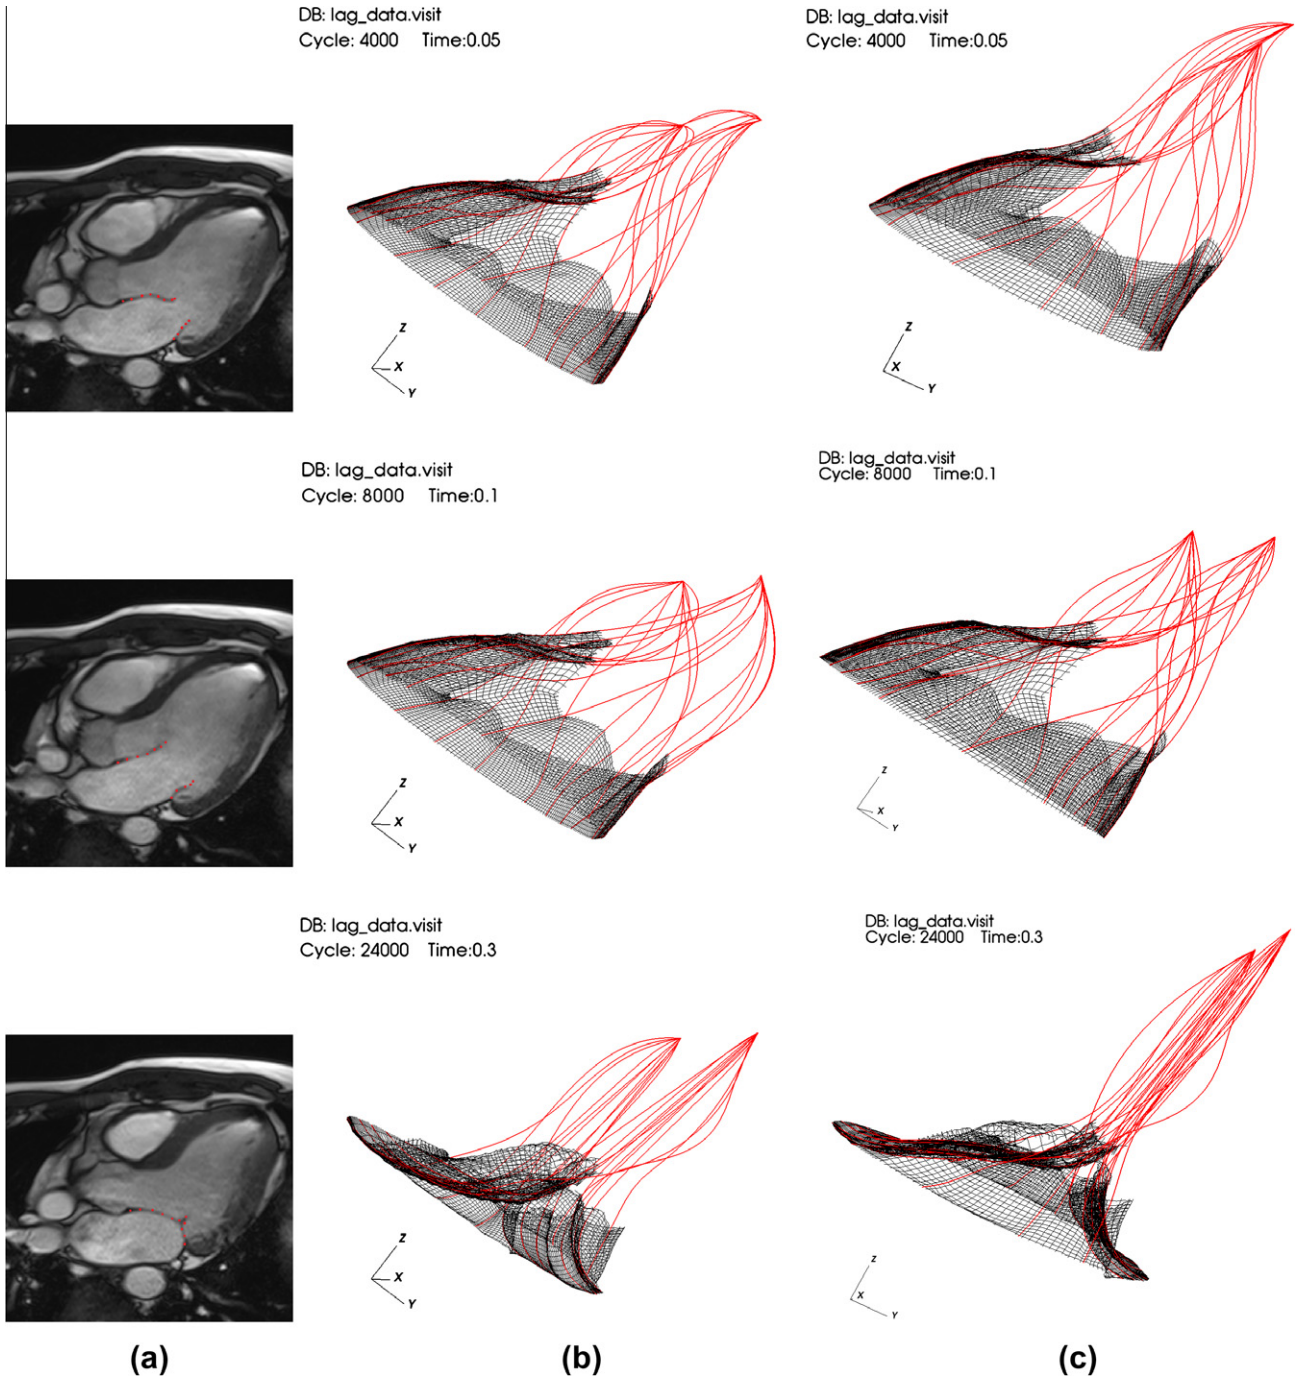 DB: lag_data.visit
Cycle: 4000 Time:0.05
DB: lag_data.visit
Cycle: 4000 Time:0.05
Z
X
Y
Z
X
Y
DB: lag_data.visit
Cycle: 8000 Time:0.1
DB: lag_data.visit
Cycle: 8000 Time:0.1
Z
X
Y
Z
X
Y
DB: lag_data.visit
Cycle: 24000 Time:0.3
DB: lag_data.visit
Cycle: 24000 Time:0.3
Z
X
Y
Z
X
Y
(a)
(b)
(c)